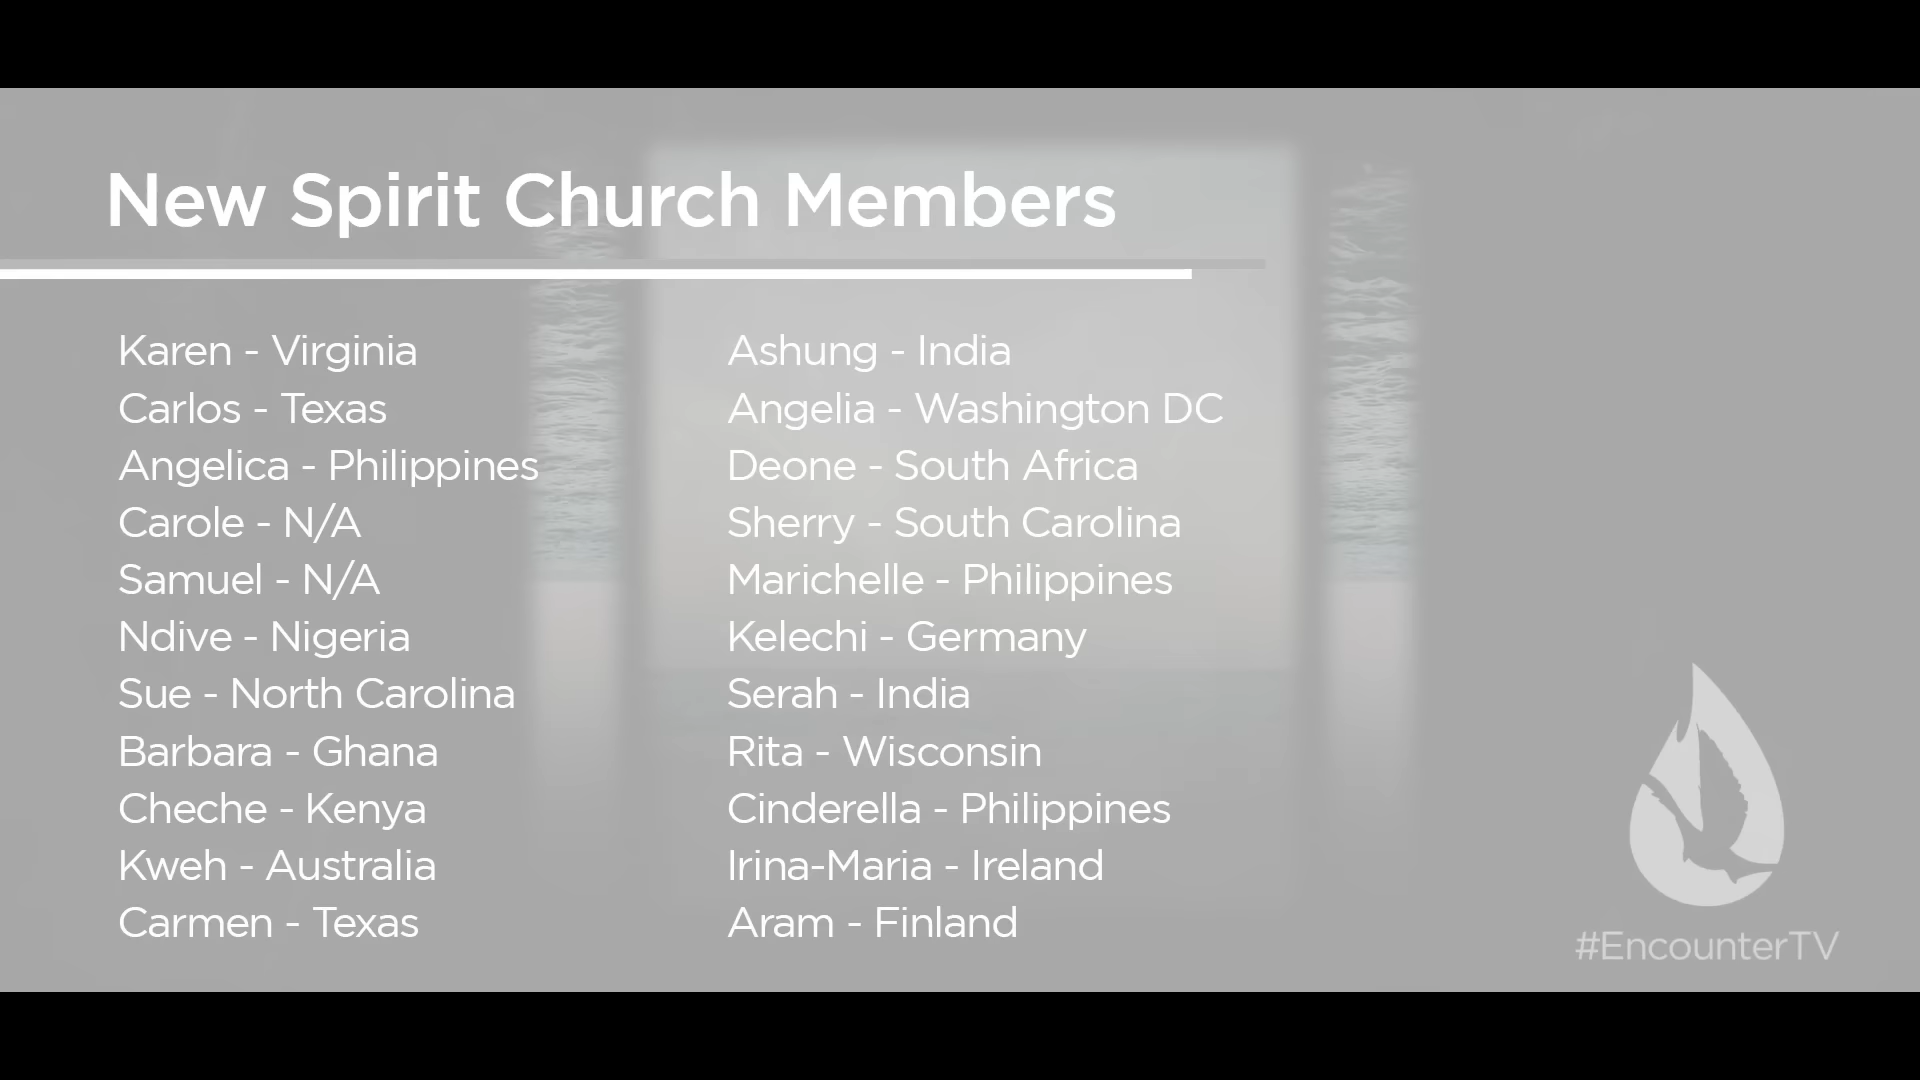 New Spirit Church Members
Karen - Virginia
Carlos - Texas
Angelica - Philippines
Carole - N/A
Samuel - N/A
Ndive - Nigeria
Sue - North Carolina
Barbara - Ghana
Cheche - Kenya
Kweh - Australia
Carmen - Texas
Ashung - India
Angelia - Washington DC
Deone - South Africa
Sherry - South Carolina
Marichelle - Philippines
Kelechi - Germany
Serah - India
Rita - Wisconsin
Cinderella - Philippines
Irina-Maria - Ireland
Aram - Finland
#EncounterTV